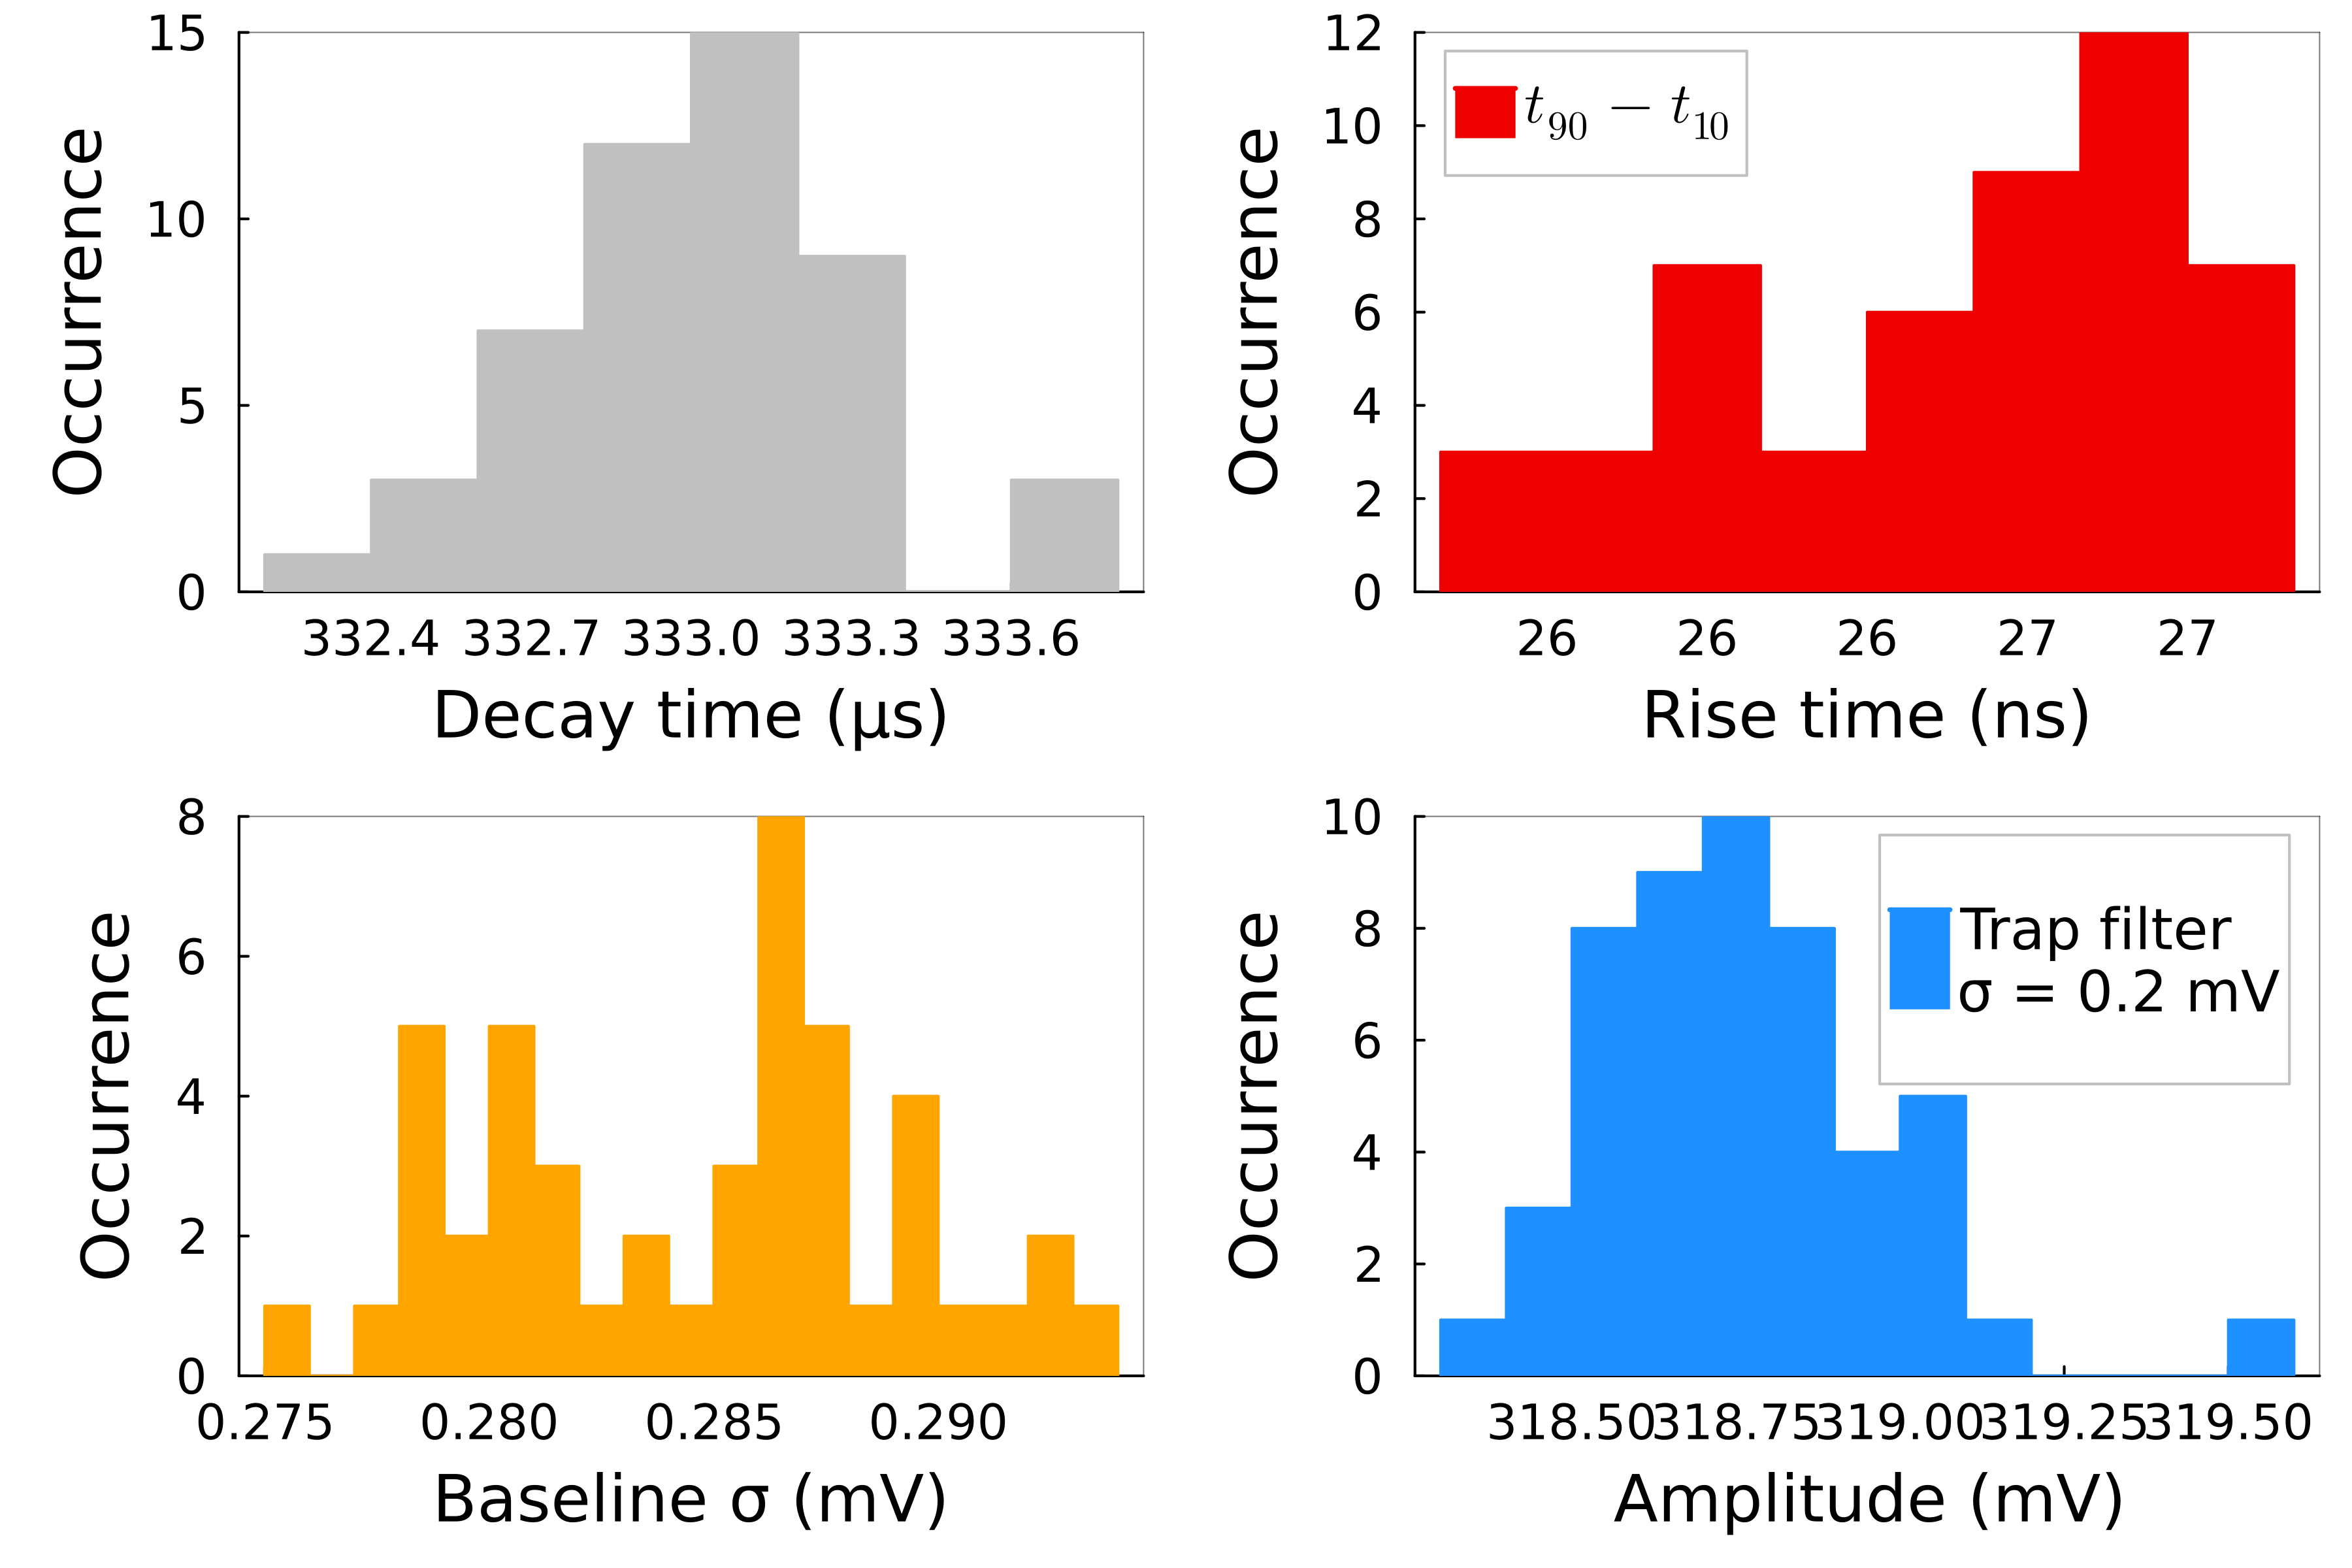 15
10
5
0
Occurrence
332.4 332.7 333.0 333.3 333.6
Decay time (μs)
12
10
8
6
4
2
0
Occurrence
t90 − t10
26 26 26 27 27
Rise time (ns)
8
6
4
2
0
Occurrence
0.275 0.280 0.285 0.290
Baseline σ (mV)
10
8
6
4
2
0
Occurrence
Trap filter
σ = 0.2 mV
318.50 318.75 319.00 319.25 319.50
Amplitude (mV)